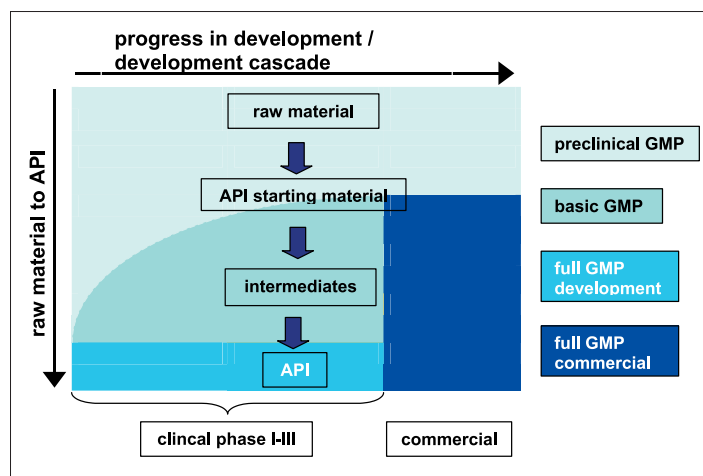 progress in development /
development cascade
raw material to API
raw material
API starting material
intermediates
API
preclinical GMP
basic GMP
full GMP
development
full GMP
commercial
clincal phase I-III
commercial